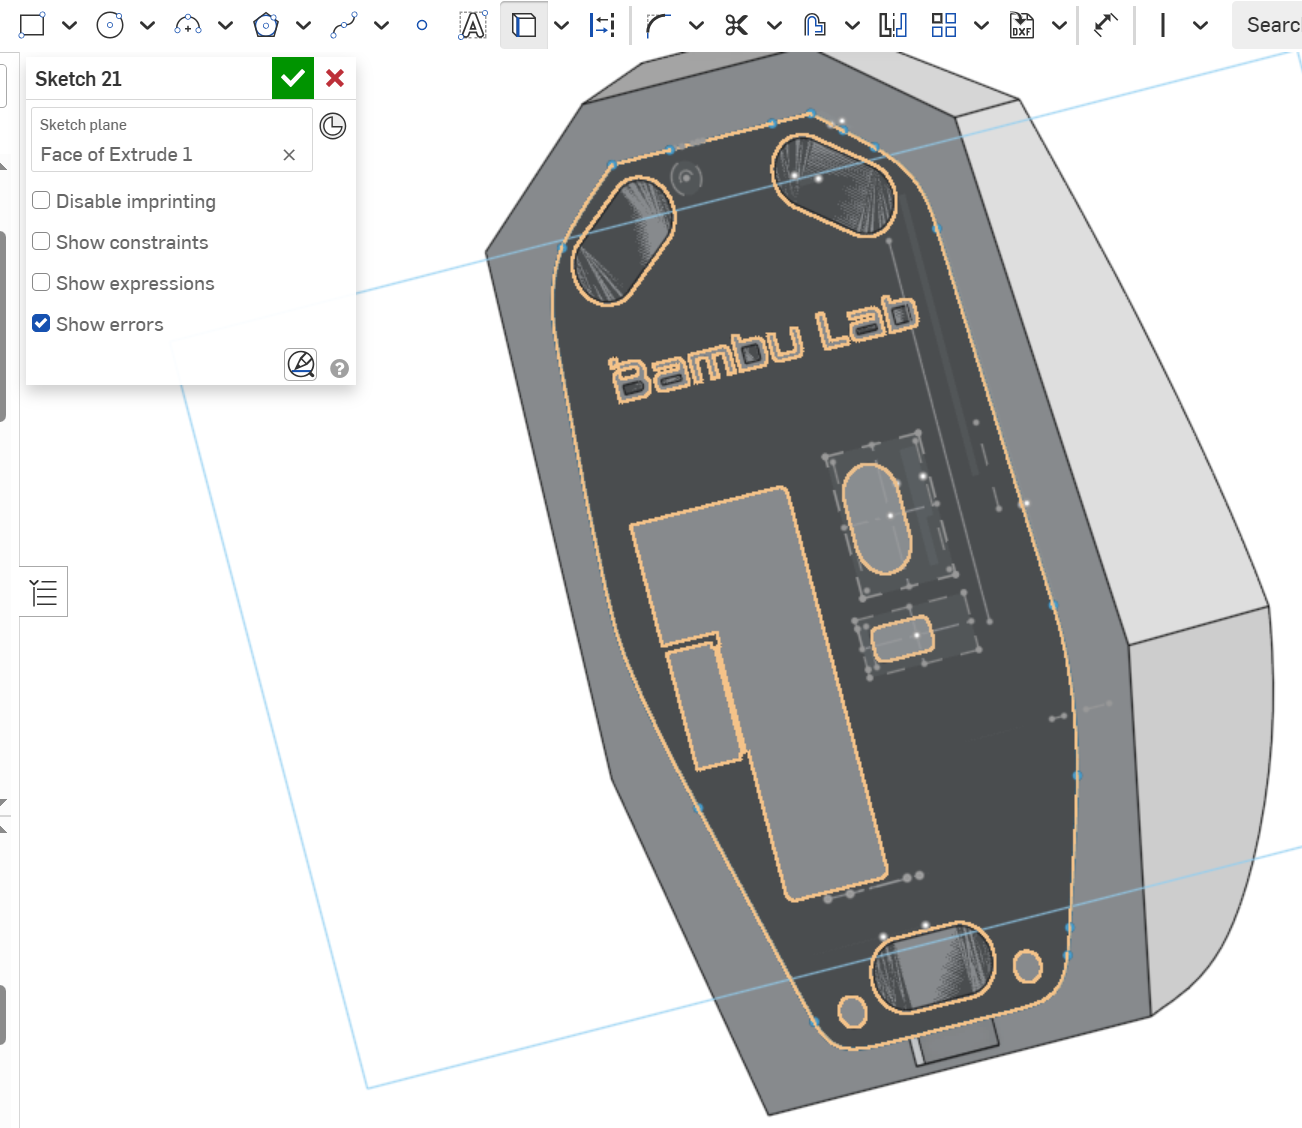 A
DXF
Searc
Sketch 21
Sketch plane
Face of Extrude 1
Disable imprinting
Show constraints
Show expressions
Show errors
?
Bambu Lab